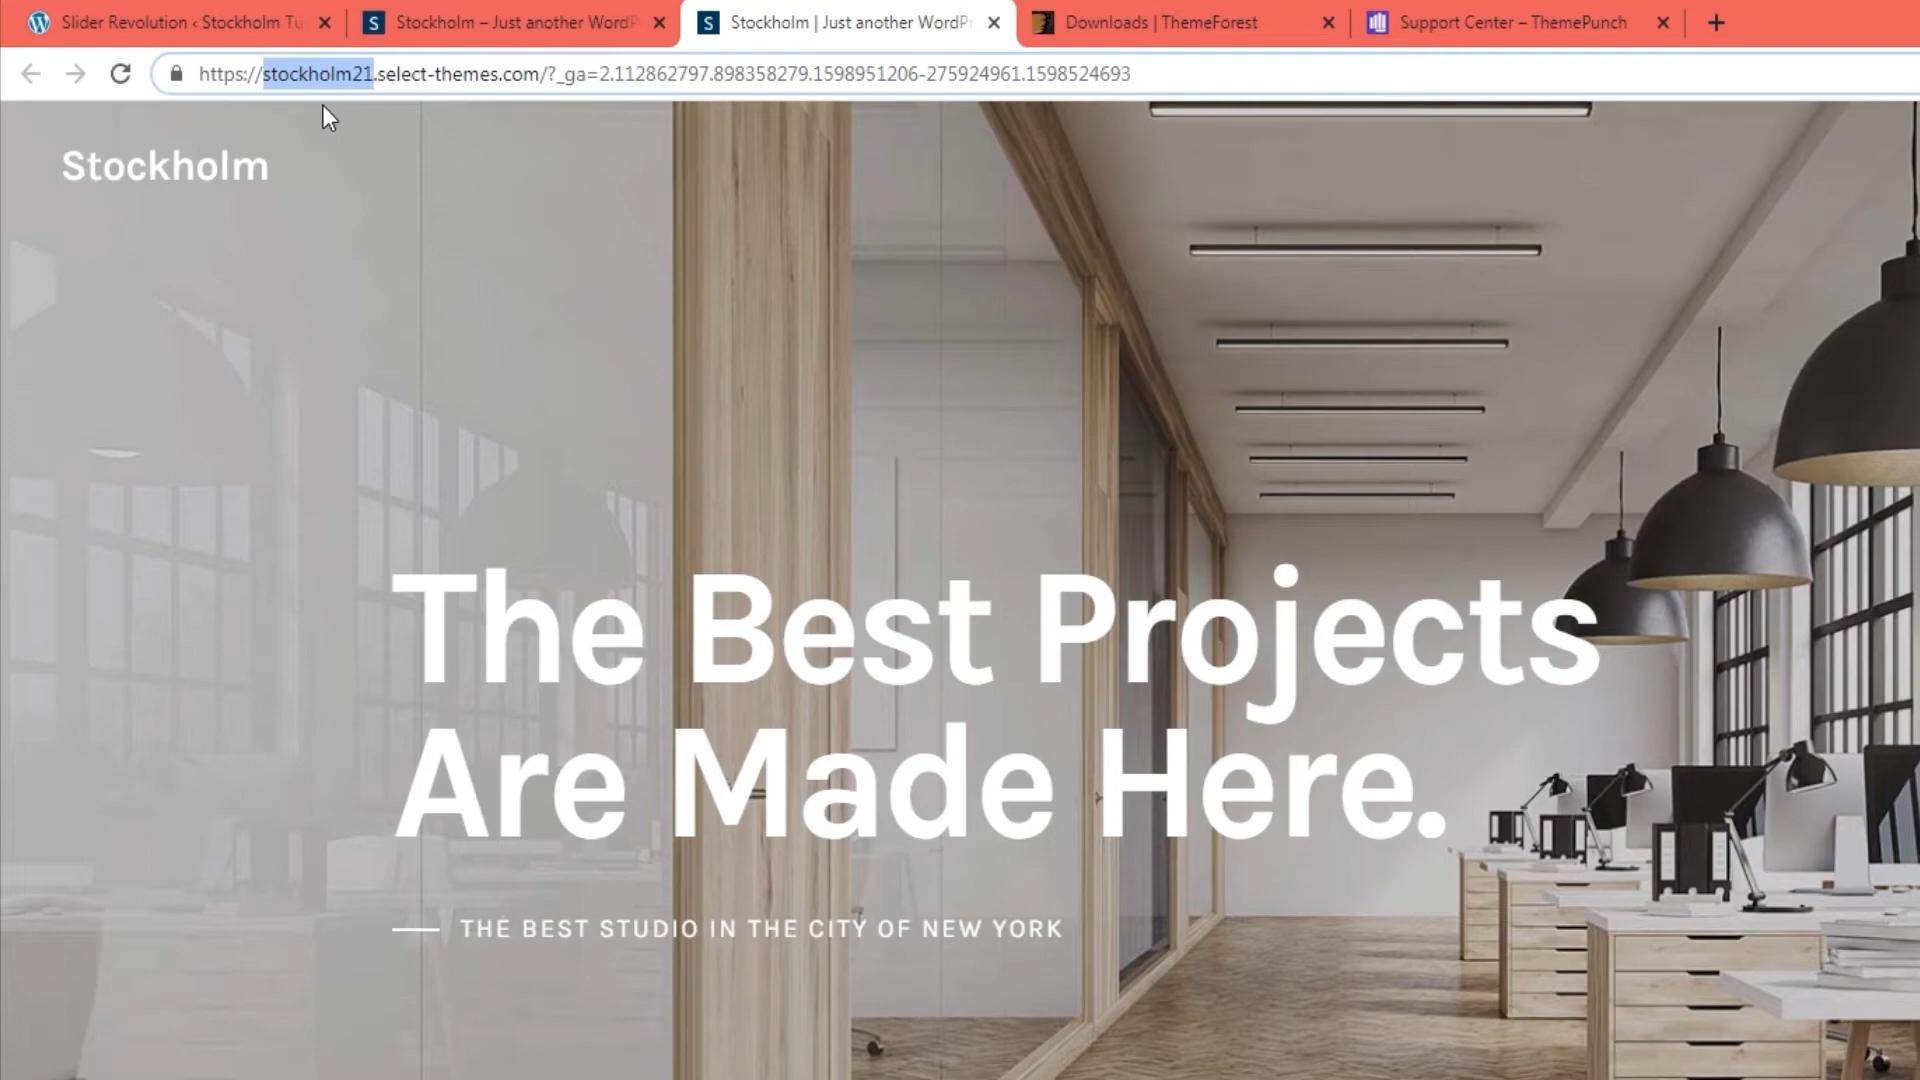 Slider Revolution ‹ Stockholm Tu
Stockholm – Just another WordP
Stockholm | Just another WordPr
Downloads | ThemeForest
Support Center – ThemePunch
https://stockholm21.select-themes.com/?_ga=2.112862797.898358279.1598951206-275924961.1598524693
Stockholm
The Best Projects
Are Made Here.
THE BEST STUDIO IN THE CITY OF NEW YORK